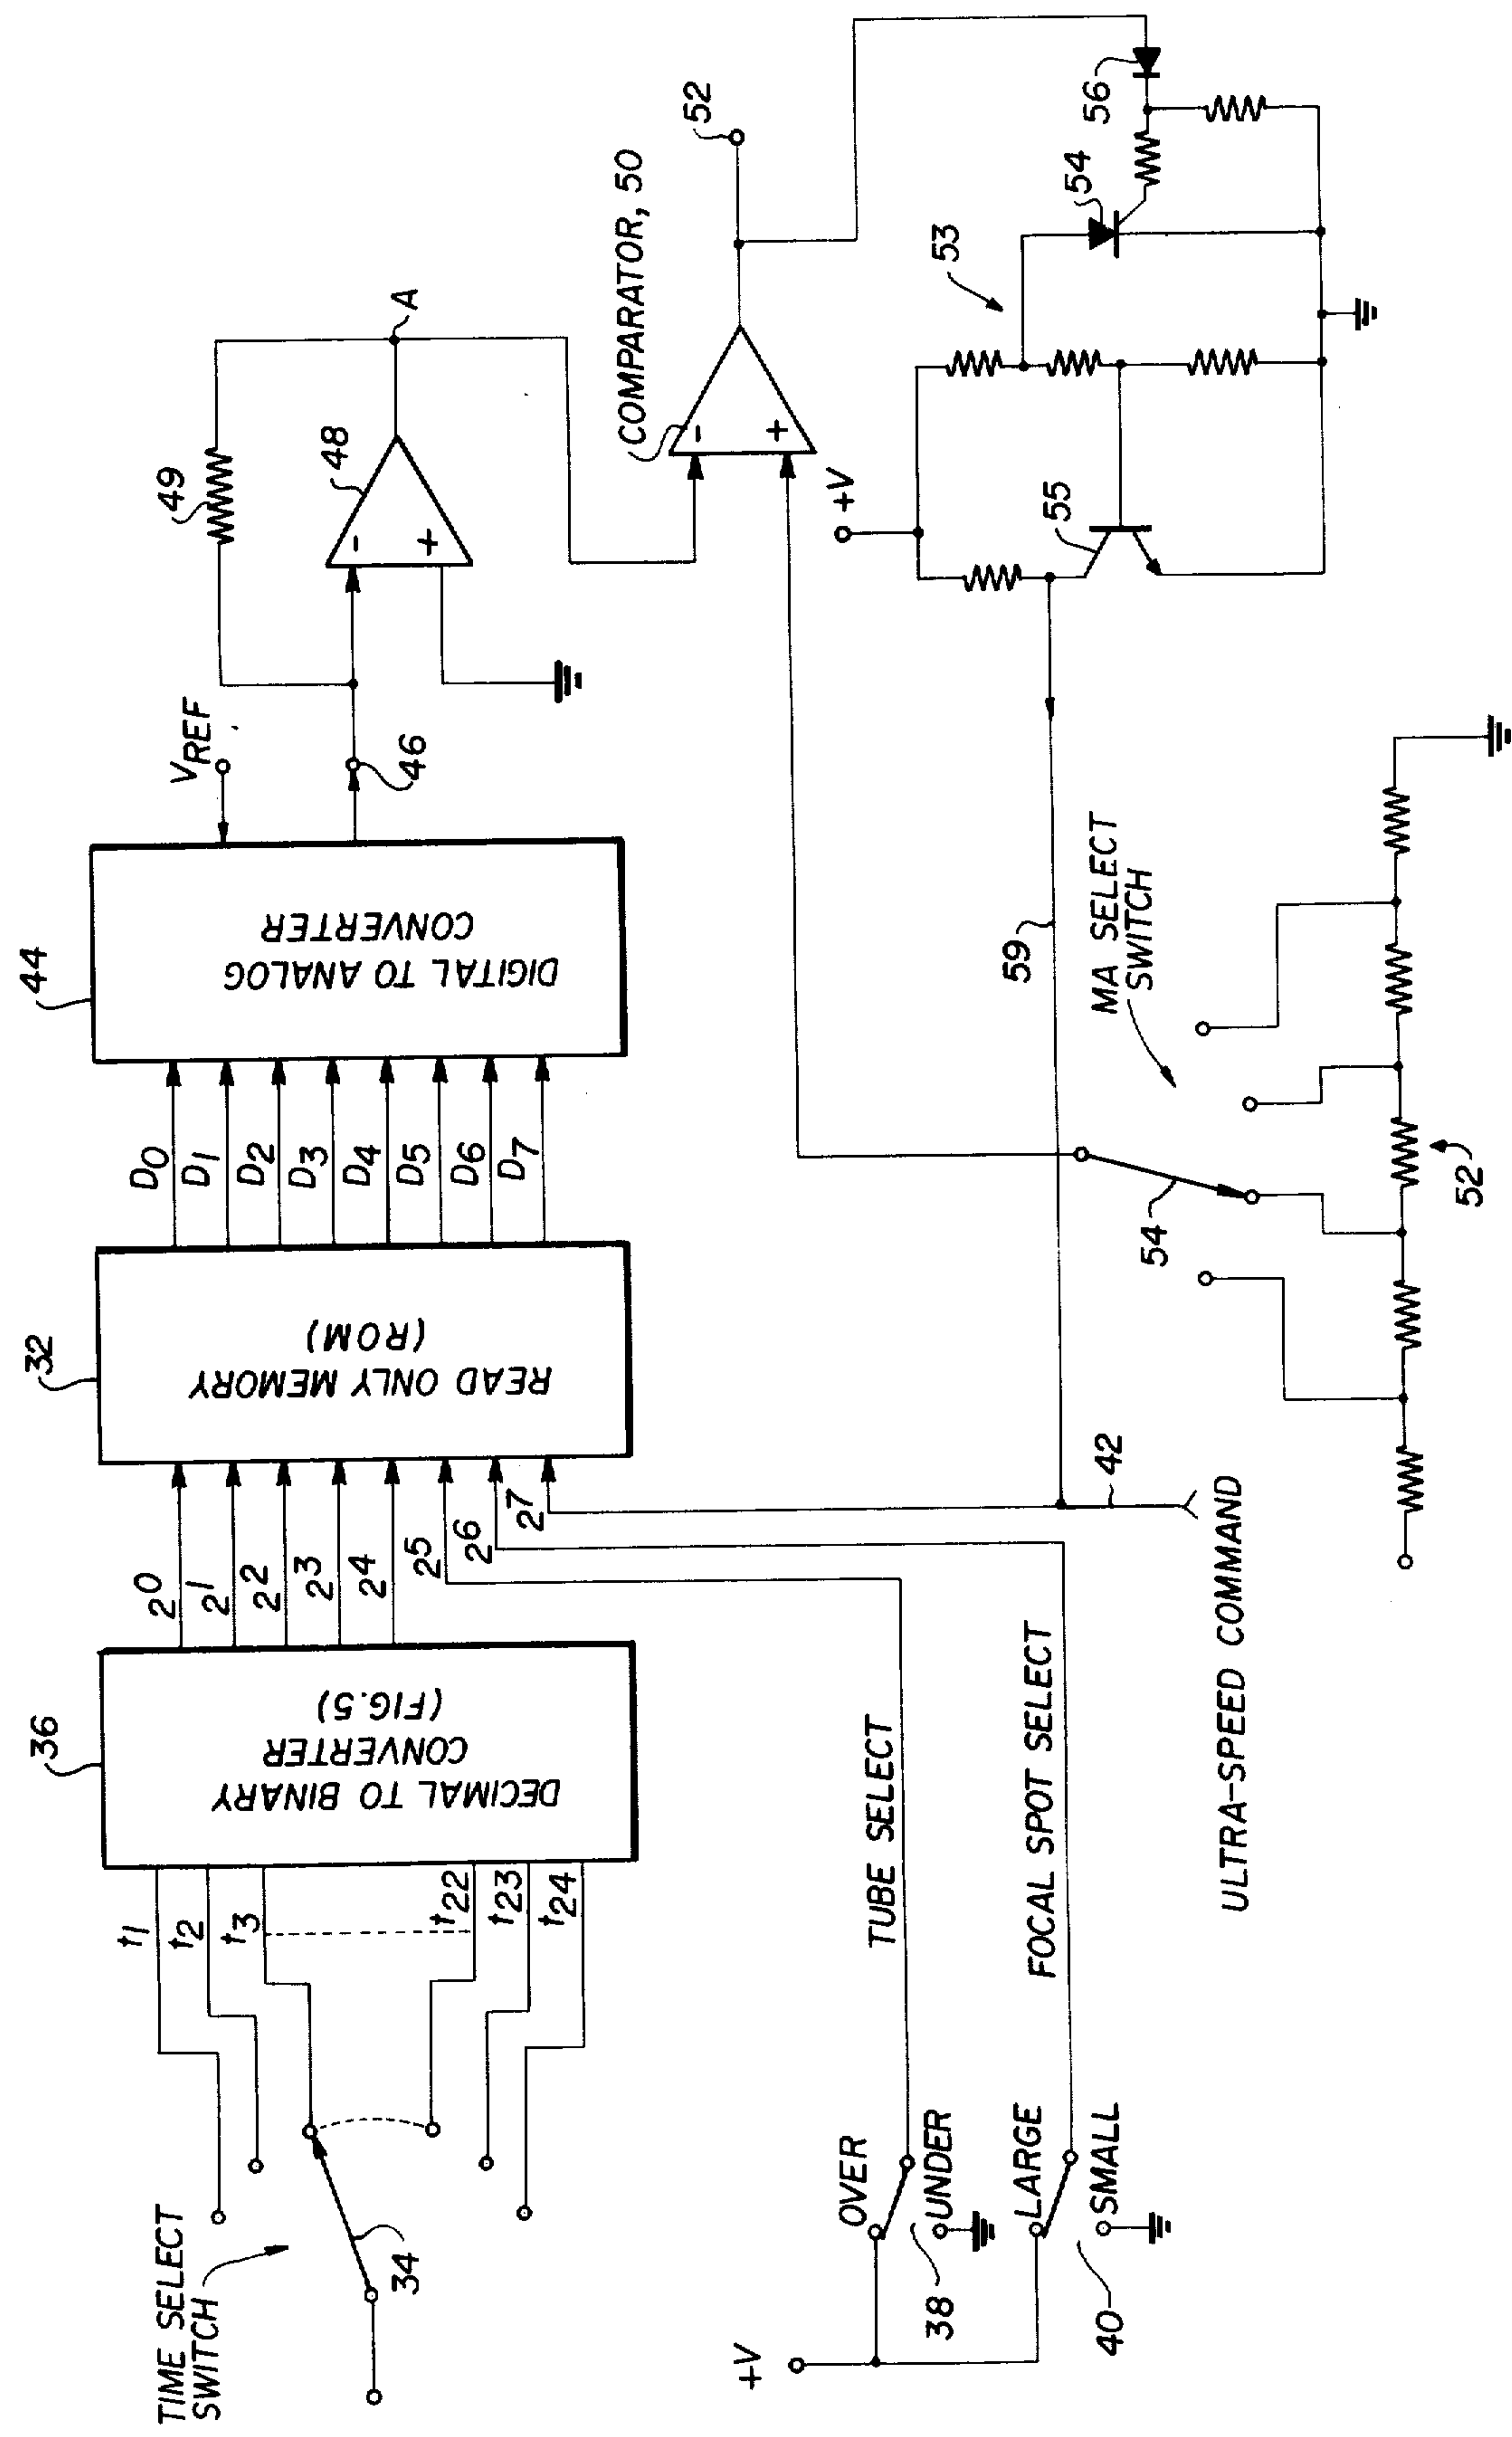 TIME SELECT
SWITCH
34
t1
t2
t3
t22
t23
t24
36
DECIMAL TO BINARY
CONVERTER
(FIG.5)
2^0
2^1
2^2
2^3
2^4
2^5
2^6
2^7
32
READ ONLY MEMORY
(ROM)
D0
D1
D2
D3
D4
D5
D6
D7
44
DIGITAL TO ANALOG
CONVERTER
VREF
46
49
48
-
+
A
COMPARATOR, 50
-
+
52
+V
OVER
UNDER
38
TUBE SELECT
LARGE
SMALL
40
FOCAL SPOT SELECT
ULTRA-SPEED COMMAND
42
59
MA SELECT
SWITCH
54
52
+V
55
53
54
56